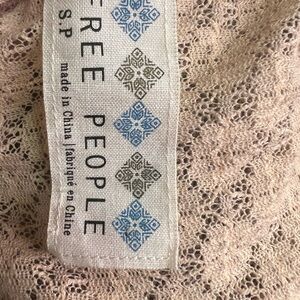 FREE PEOPLE
S·P
made in China | fabriqué en Chine